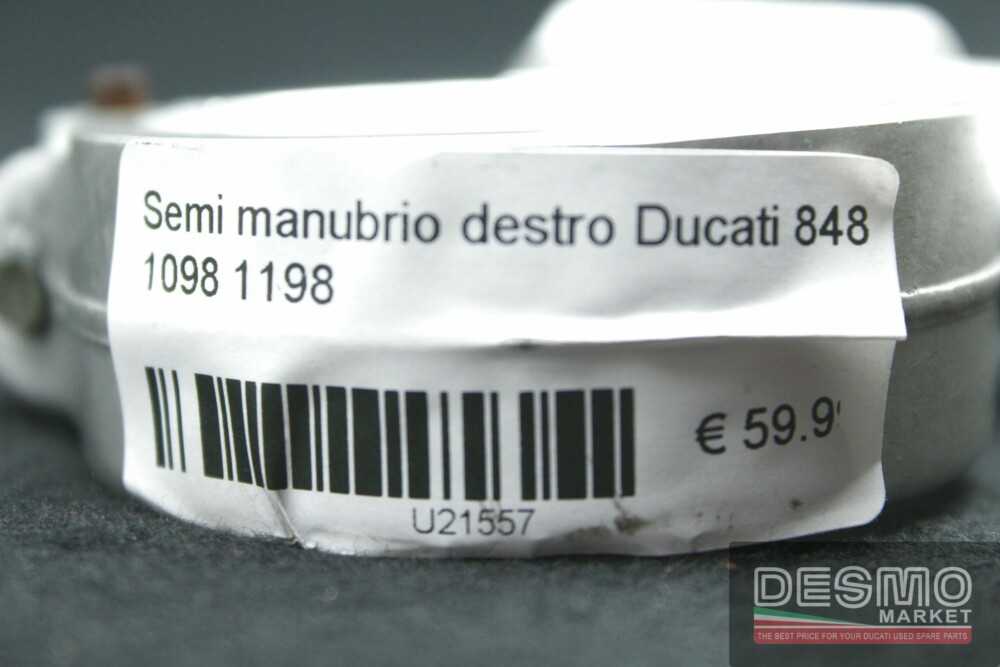 Semi manubrio destro Ducati 848
1098 1198
€ 59.9
U21557
DESMO
MARKET
THE BEST PRICE FOR YOUR DUCATI USED SPARE PARTS